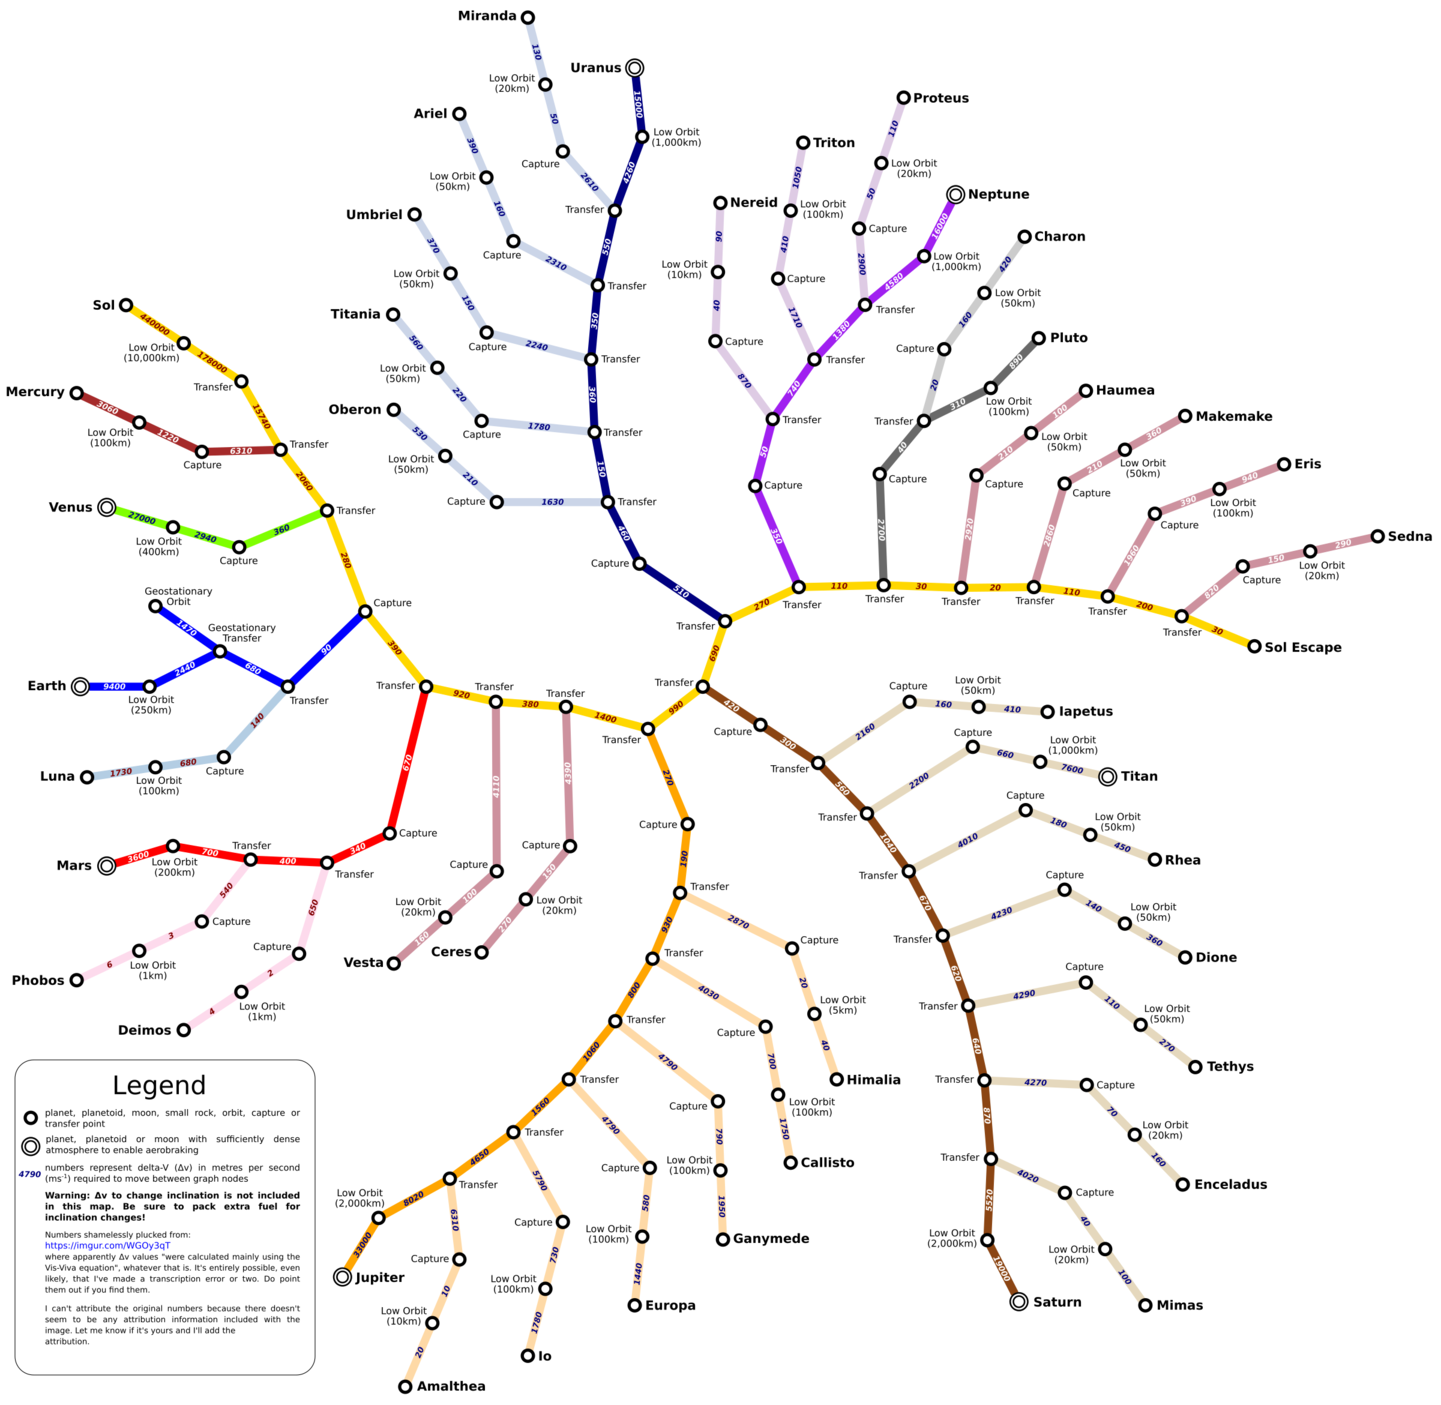 Miranda
130
Low Orbit
(20km)
50
Capture
2610
Uranus
15000
Low Orbit
(1,000km)
4260
Transfer
Ariel
390
Low Orbit
(50km)
160
Capture
2310
550
Transfer
Umbriel
370
Low Orbit
(50km)
150
Capture
2240
350
Transfer
Titania
560
Low Orbit
(50km)
220
Capture
1780
360
Transfer
Oberon
530
Low Orbit
(50km)
210
Capture
1630
150
Transfer
460
Capture
510
Transfer
Proteus
110
Low Orbit
(20km)
50
Capture
2900
Triton
1050
Low Orbit
(100km)
410
Capture
1710
Nereid
90
Low Orbit
(10km)
40
Capture
870
Neptune
16000
Low Orbit
(1,000km)
4580
Transfer
1380
Transfer
740
Transfer
50
Capture
350
Transfer
Charon
420
Low Orbit
(50km)
160
Capture
20
Pluto
890
Low Orbit
(100km)
310
Transfer
40
Capture
2700
Transfer
Haumea
100
Low Orbit
(50km)
210
2920
Transfer
Makemake
360
Low Orbit
(50km)
210
Capture
2860
Transfer
Eris
940
Low Orbit
(100km)
390
Capture
1960
Transfer
Sedna
290
Low Orbit
(20km)
150
Capture
820
Transfer
270
110
30
20
110
200
30
Sol Escape
Sol
440000
Low Orbit
(10,000km)
178000
Transfer
15740
Mercury
3060
Low Orbit
(100km)
1220
Capture
6310
Transfer
2060
Venus
27000
Low Orbit
(400km)
2940
Capture
360
Transfer
280
Capture
Geostationary
Orbit
1470
Geostationary
Transfer
Earth
9400
Low Orbit
(250km)
2440
680
Transfer
90
390
Luna
1730
Low Orbit
(100km)
680
Capture
140
Transfer
920
Transfer
380
Transfer
1400
Transfer
990
690
Mars
3600
Low Orbit
(200km)
700
Transfer
400
Transfer
340
Capture
670
Phobos
6
Low Orbit
(1km)
3
Capture
540
Deimos
4
Low Orbit
(1km)
2
Capture
650
Vesta
160
Low Orbit
(20km)
100
Capture
4110
Ceres
270
Low Orbit
(20km)
150
Capture
4390
270
Capture
190
Transfer
2870
Capture
20
Low Orbit
(5km)
40
Himalia
930
Transfer
4030
Capture
700
Low Orbit
(100km)
1750
Callisto
800
Transfer
4790
Capture
790
Low Orbit
(100km)
1950
Ganymede
1060
Transfer
4790
Capture
580
Low Orbit
(100km)
1440
Europa
1560
Transfer
5790
Capture
730
Low Orbit
(100km)
1780
Io
4650
Transfer
6310
Capture
10
Low Orbit
(10km)
20
Amalthea
8020
Low Orbit
(2,000km)
33000
Jupiter
420
Capture
300
Transfer
2160
Capture
160
Low Orbit
(50km)
410
Iapetus
560
Transfer
2200
Capture
660
Low Orbit
(1,000km)
7600
Titan
1040
Transfer
4010
Capture
180
Low Orbit
(50km)
450
Rhea
670
Transfer
4230
Capture
140
Low Orbit
(50km)
360
Dione
620
Transfer
4290
Capture
110
Low Orbit
(50km)
270
Tethys
640
Transfer
4270
Capture
70
Low Orbit
(20km)
160
Enceladus
870
Transfer
4020
Capture
40
Low Orbit
(20km)
100
Mimas
5520
Low Orbit
(2,000km)
19000
Saturn
Legend
planet, planetoid, moon, small rock, orbit, capture or
transfer point
planet, planetoid or moon with sufficiently dense
atmosphere to enable aerobraking
4790
numbers represent delta-V (Δv) in metres per second
(ms⁻¹) required to move between graph nodes
Warning: Δv to change inclination is not included
in this map. Be sure to pack extra fuel for
inclination changes!
Numbers shamelessly plucked from:
https://imgur.com/WGOy3qT
where apparently Δv values "were calculated mainly using the
Vis-Viva equation", whatever that is. It's entirely possible, even
likely, that I've made a transcription error or two. Do point
them out if you find them.
I can't attribute the original numbers because there doesn't
seem to be any attribution information included with the
image. Let me know if it's yours and I'll add the
attribution.